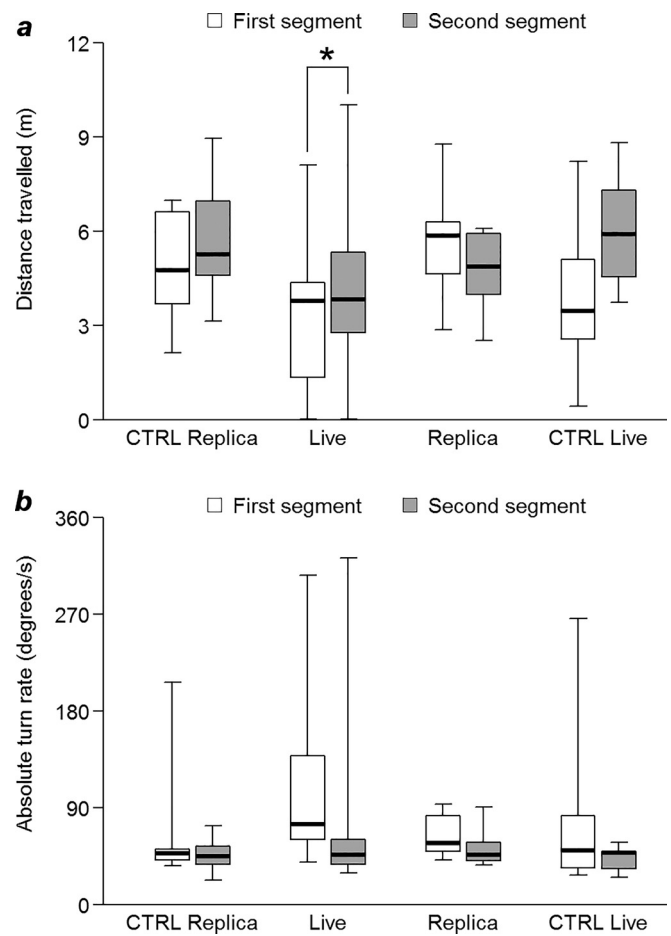 a
First segment Second segment
12
9
6
3
0
Distance travelled (m)
*
CTRL Replica Live Replica CTRL Live
b
First segment Second segment
360
270
180
90
0
Absolute turn rate (degrees/s)
CTRL Replica Live Replica CTRL Live